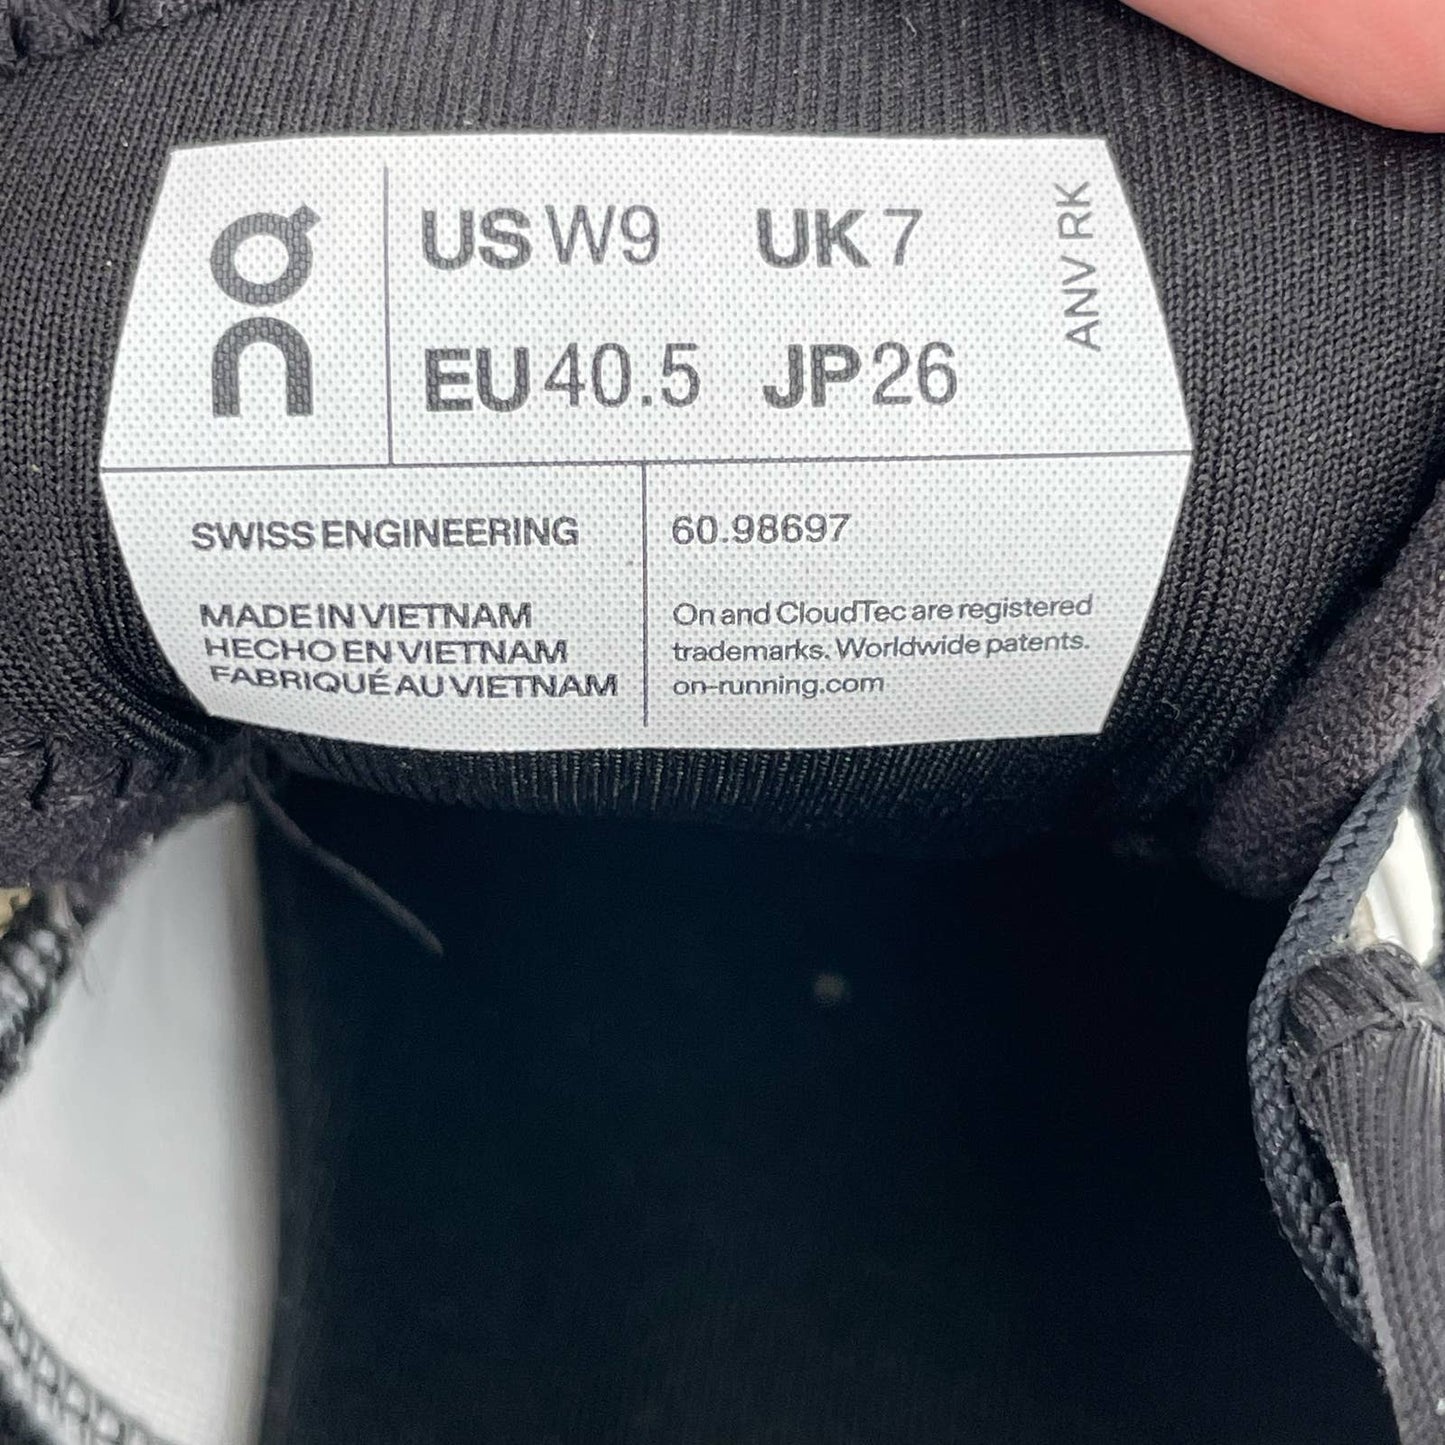 On
US W9 UK 7
EU 40.5 JP 26
ANV RK
SWISS ENGINEERING
MADE IN VIETNAM
HECHO EN VIETNAM
FABRIQUÉ AU VIETNAM
60.98697
On and CloudTec are registered
trademarks. Worldwide patents.
on-running.com